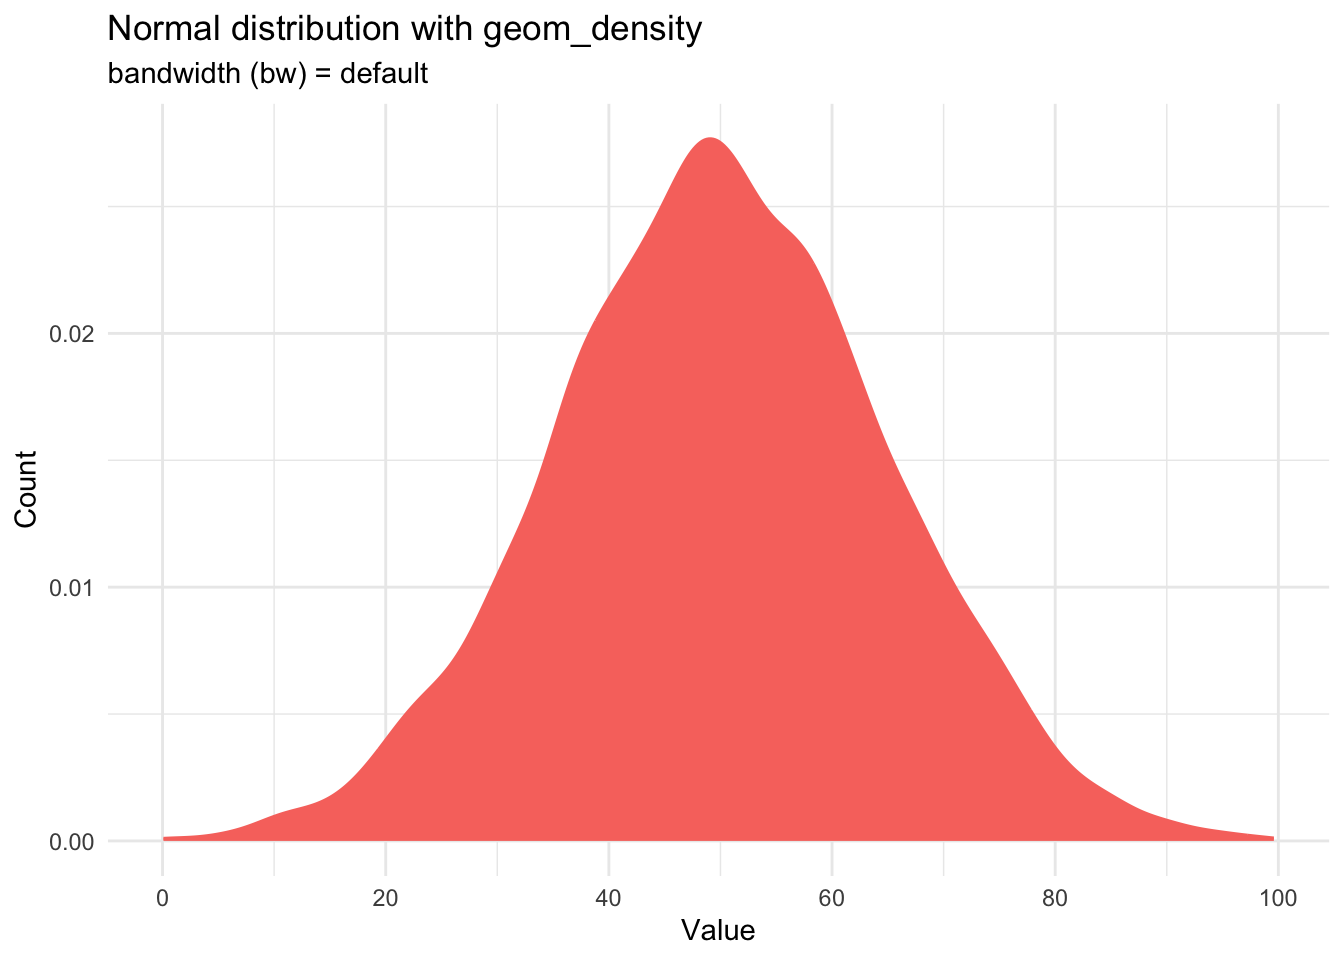 Normal distribution with geom_density
bandwidth (bw) = default
Count
0.02
0.01
0.00
0 20 40 60 80 100
Value